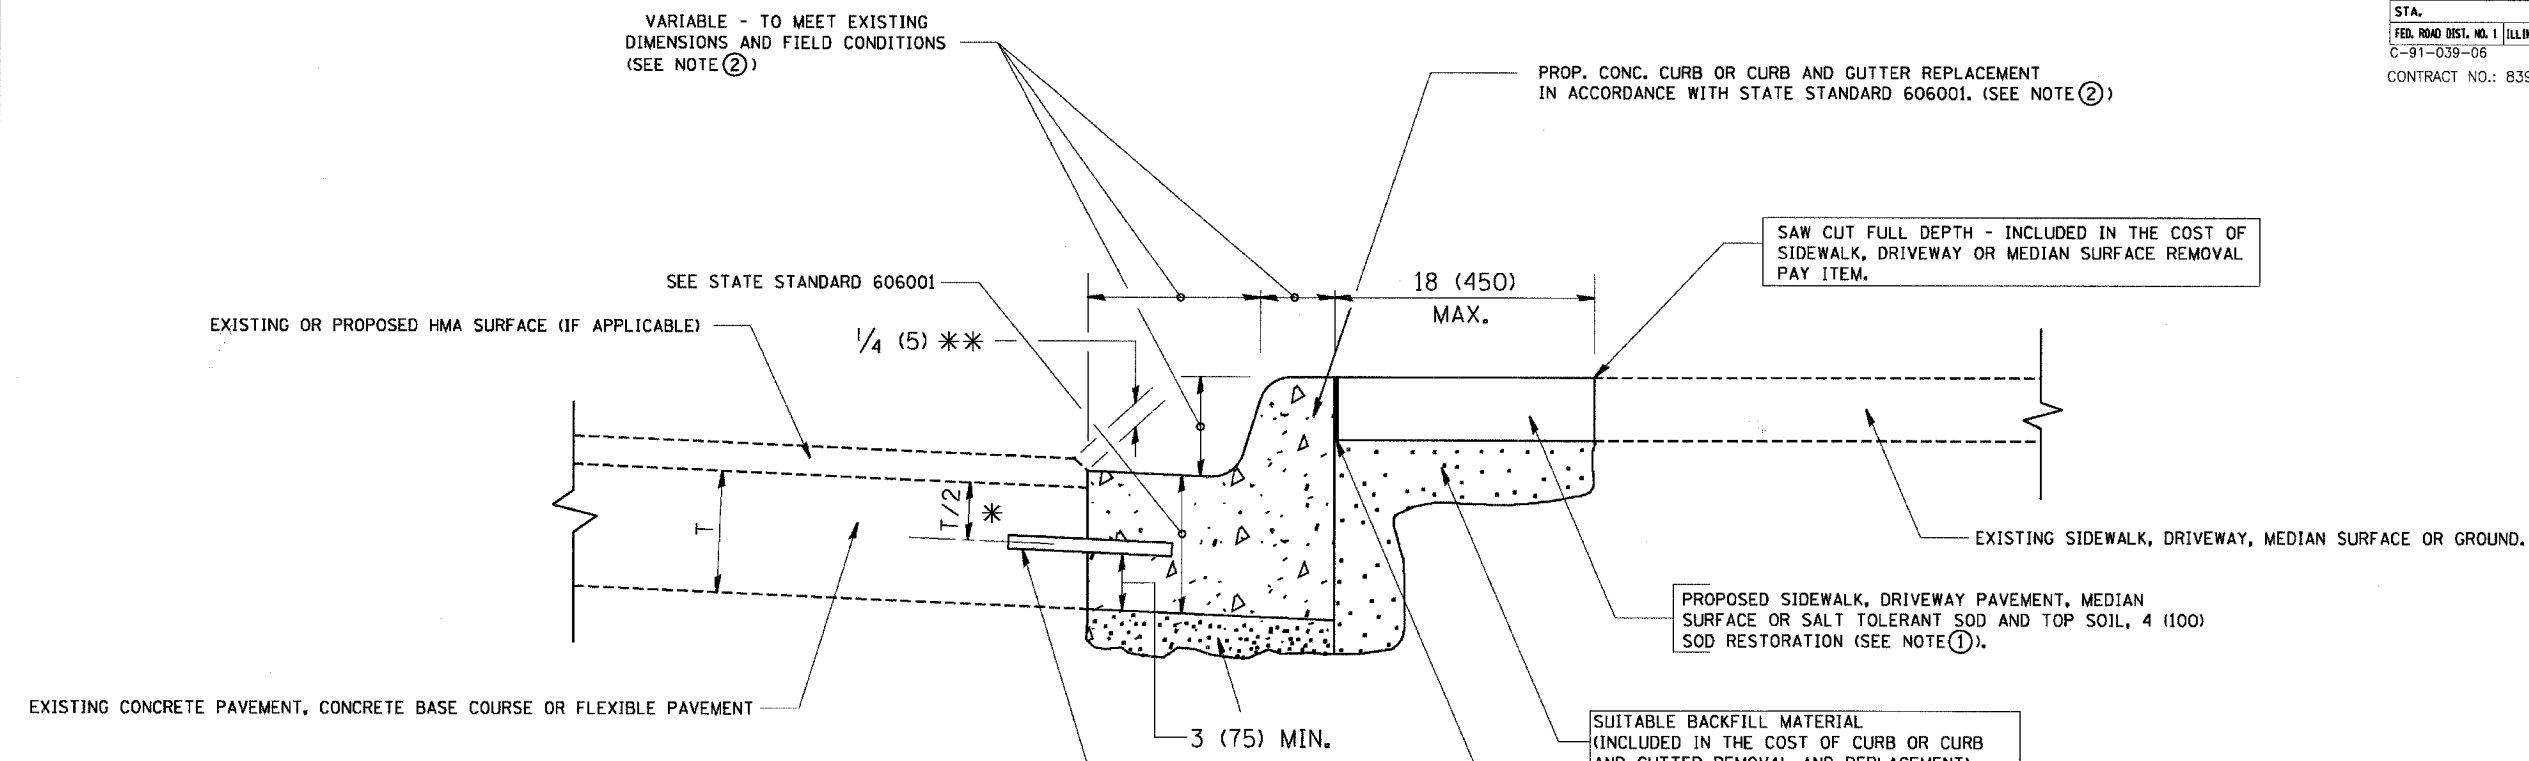 STA.
FED. ROAD DIST. NO. 1
C-91-039-06
CONTRACT NO.:
VARIABLE - TO MEET EXISTING
DIMENSIONS AND FIELD CONDITIONS
(SEE NOTE ②)
PROP. CONC. CURB OR CURB AND GUTTER REPLACEMENT
IN ACCORDANCE WITH STATE STANDARD 606001. (SEE NOTE ②)
SAW CUT FULL DEPTH - INCLUDED IN THE COST OF
SIDEWALK, DRIVEWAY OR MEDIAN SURFACE REMOVAL
PAY ITEM.
SEE STATE STANDARD 606001
18 (450)
MAX.
EXISTING OR PROPOSED HMA SURFACE (IF APPLICABLE)
1/4 (5) **
T
T/2 *
EXISTING SIDEWALK, DRIVEWAY, MEDIAN SURFACE OR GROUND.
PROPOSED SIDEWALK, DRIVEWAY PAVEMENT, MEDIAN
SURFACE OR SALT TOLERANT SOD AND TOP SOIL, 4 (100)
SOD RESTORATION (SEE NOTE ①).
EXISTING CONCRETE PAVEMENT, CONCRETE BASE COURSE OR FLEXIBLE PAVEMENT
3 (75) MIN.
SUITABLE BACKFILL MATERIAL
(INCLUDED IN THE COST OF CURB OR CURB
AND GUTTER REMOVAL AND REPLACEMENT)